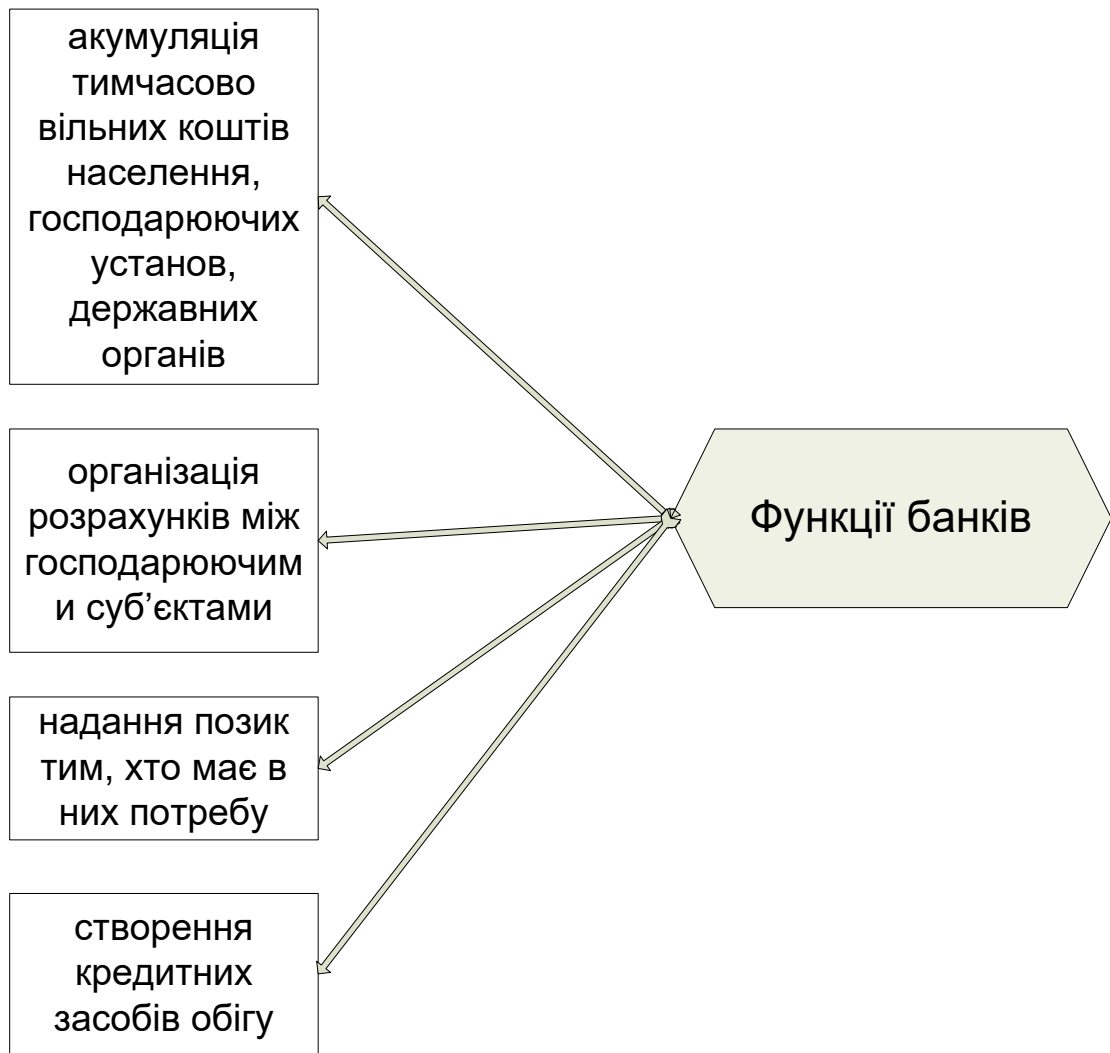 акумуляція
тимчасово
вільних коштів
населення,
господарюючих
установ,
державних
органів
організація
розрахунків між
господарюючим
и суб’єктами
надання позик
тим, хто має в
них потребу
створення
кредитних
засобів обігу
Функції банків